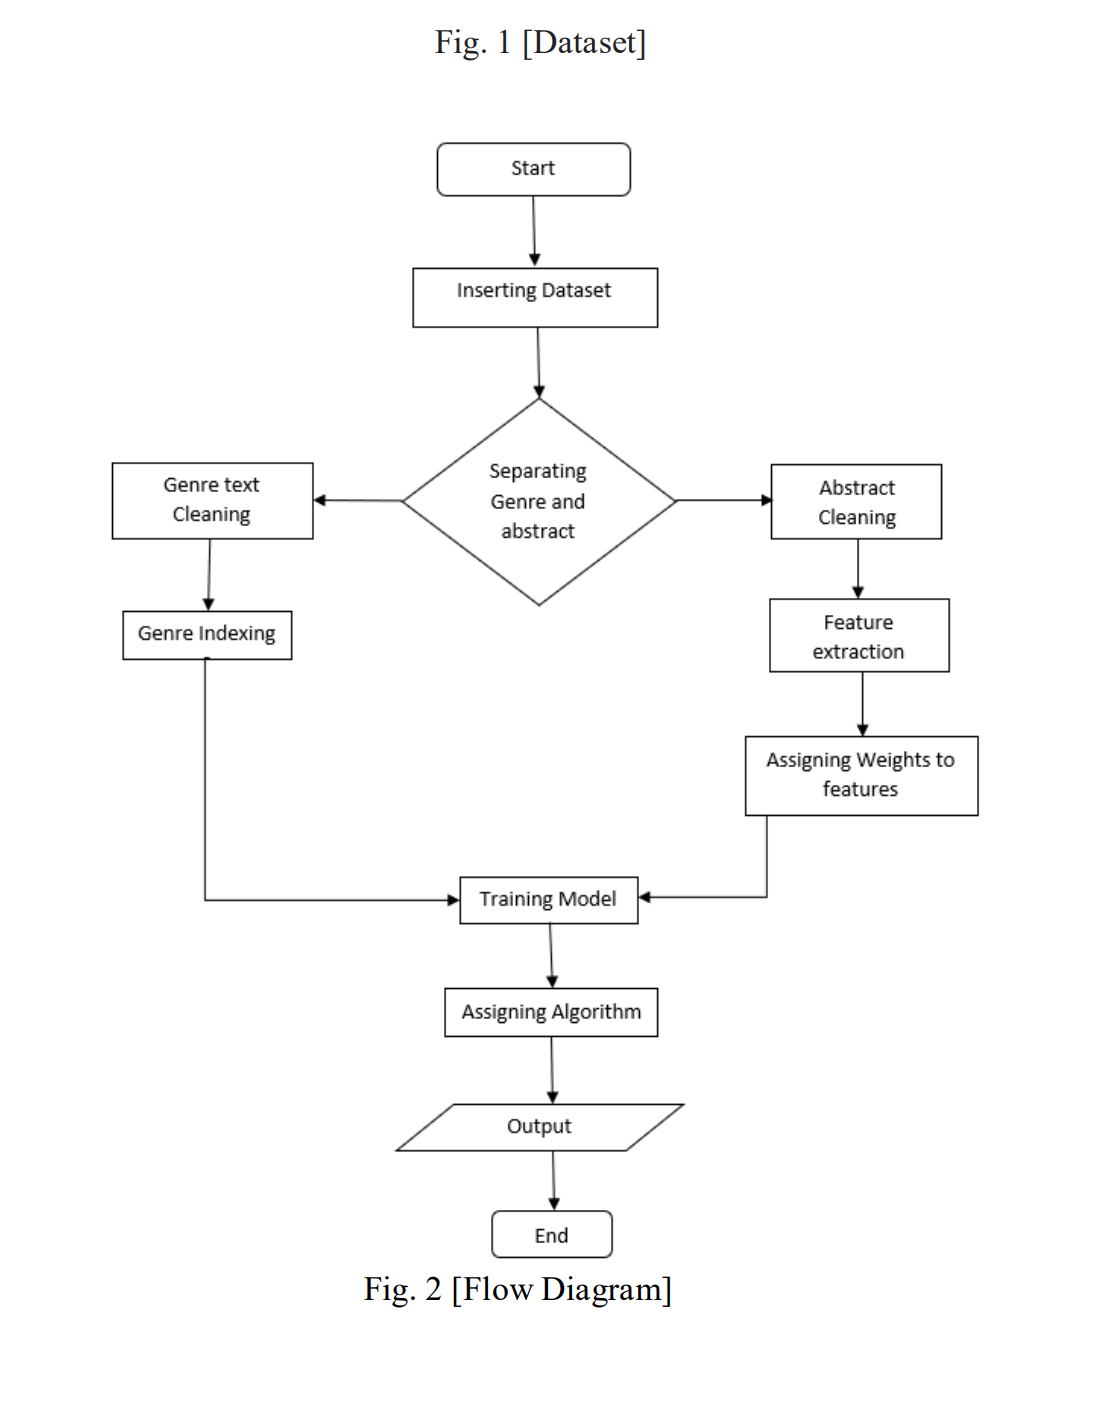 Fig. 1 [Dataset]
Start
Inserting Dataset
Separating
Genre and
abstract
Genre text
Cleaning
Genre Indexing
Abstract
Cleaning
Feature
extraction
Assigning Weights to
features
Training Model
Assigning Algorithm
Output
End
Fig. 2 [Flow Diagram]